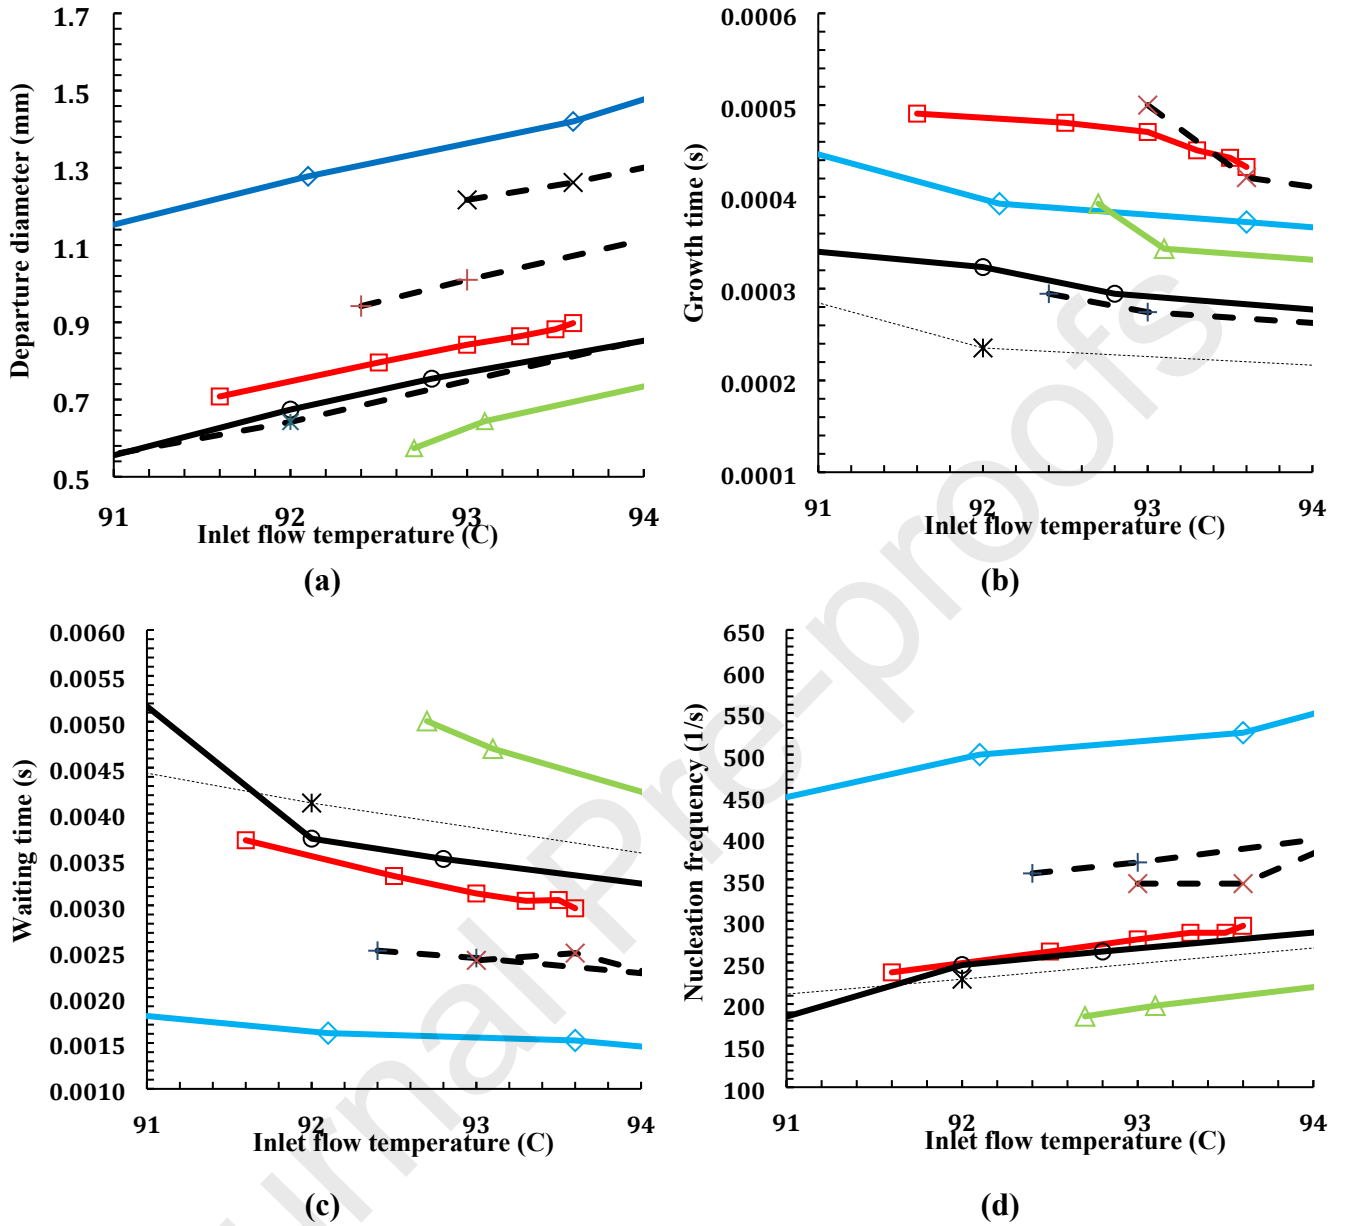 1.7
1.5
1.3
1.1
0.9
0.7
0.5
Departure diameter (mm)
91 92 93 94
Inlet flow temperature (C)
(a)
0.0006
0.0005
0.0004
0.0003
0.0002
0.0001
Growth time (s)
91 92 93 94
Inlet flow temperature (C)
(b)
0.0060
0.0055
0.0050
0.0045
0.0040
0.0035
0.0030
0.0025
0.0020
0.0015
0.0010
Waiting time (s)
91 92 93 94
Inlet flow temperature (C)
(c)
650
600
550
500
450
400
350
300
250
200
150
100
Nucleation frequency (1/s)
91 92 93 94
Inlet flow temperature (C)
(d)
urnal Pre-proofs